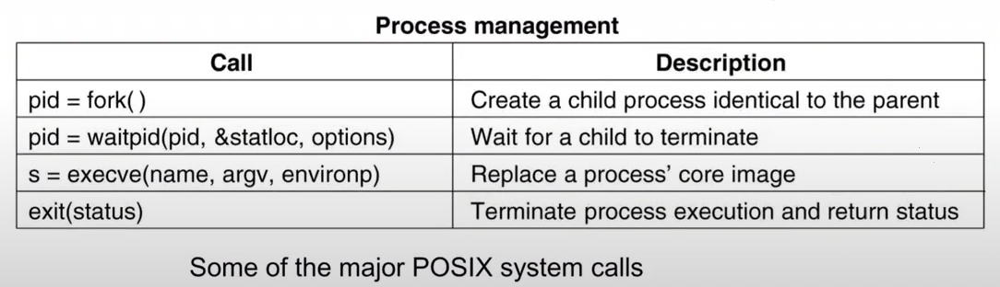 Process management
Call Description
pid = fork( ) Create a child process identical to the parent
pid = waitpid(pid, &statloc, options) Wait for a child to terminate
s = execve(name, argv, environp) Replace a process’ core image
exit(status) Terminate process execution and return status
Some of the major POSIX system calls